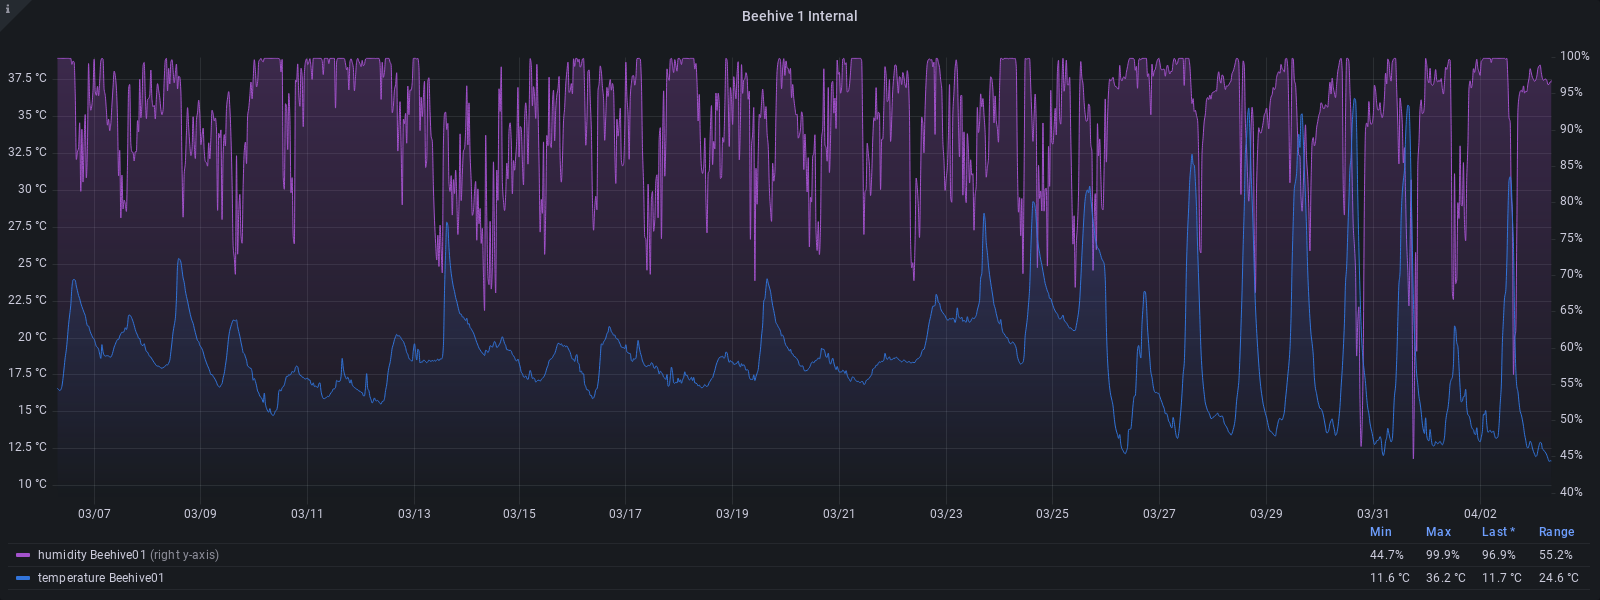 i
Beehive 1 Internal
37.5 °C
35 °C
32.5 °C
30 °C
27.5 °C
25 °C
22.5 °C
20 °C
17.5 °C
15 °C
12.5 °C
10 °C
100%
95%
90%
85%
80%
75%
70%
65%
60%
55%
50%
45%
40%
03/07 03/09 03/11 03/13 03/15 03/17 03/19 03/21 03/23 03/25 03/27 03/29 03/31 04/02
Min Max Last * Range
humidity Beehive01 (right y-axis) 44.7% 99.9% 96.9% 55.2%
temperature Beehive01 11.6 °C 36.2 °C 11.7 °C 24.6 °C